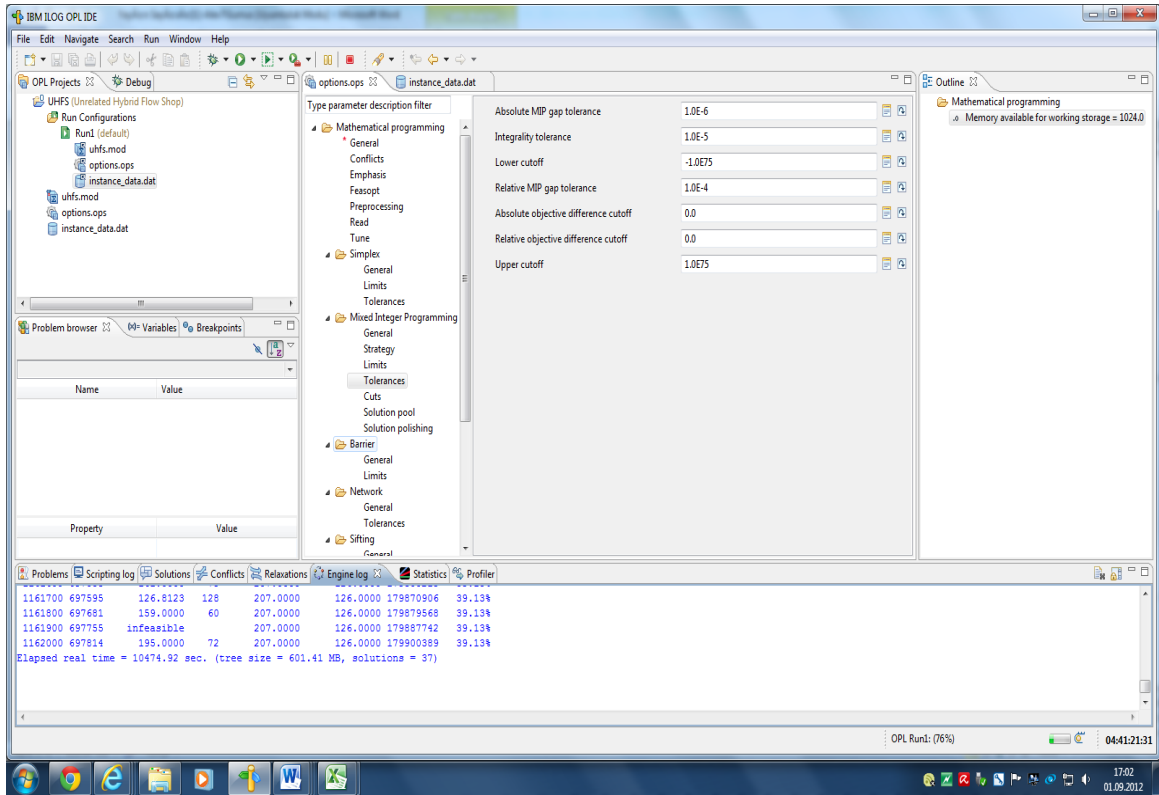 IBM ILOG OPL IDE
File Edit Navigate Search Run Window Help
OPL Projects Debug
UHFS (Unrelated Hybrid Flow Shop)
Run Configurations
Run1 (default)
uhfs.mod
options.ops
instance_data.dat
uhfs.mod
options.ops
instance_data.dat
Problem browser (x)= Variables Breakpoints
Name Value
Property Value
options.ops instance_data.dat
Type parameter description filter
Mathematical programming
* General
Conflicts
Emphasis
Feasopt
Preprocessing
Read
Tune
Simplex
General
Limits
Tolerances
Mixed Integer Programming
General
Strategy
Limits
Tolerances
Cuts
Solution pool
Solution polishing
Barrier
General
Limits
Network
General
Tolerances
Sifting
General
Absolute MIP gap tolerance 1.0E-6
Integrality tolerance 1.0E-5
Lower cutoff -1.0E75
Relative MIP gap tolerance 1.0E-4
Absolute objective difference cutoff 0.0
Relative objective difference cutoff 0.0
Upper cutoff 1.0E75
Outline
Mathematical programming
Memory available for working storage = 1024.0
Problems Scripting log Solutions Conflicts Relaxations Engine log Statistics Profiler
1161700 697595 126.8123 128 207.0000 126.0000 179870906 39.13%
1161800 697681 159.0000 60 207.0000 126.0000 179879568 39.13%
1161900 697755 infeasible 207.0000 126.0000 179887742 39.13%
1162000 697814 195.0000 72 207.0000 126.0000 179900389 39.13%
Elapsed real time = 10474.92 sec. (tree size = 601.41 MB, solutions = 37)
OPL Run1: (76%) 04:41:21:31
17:02
01.09.2012